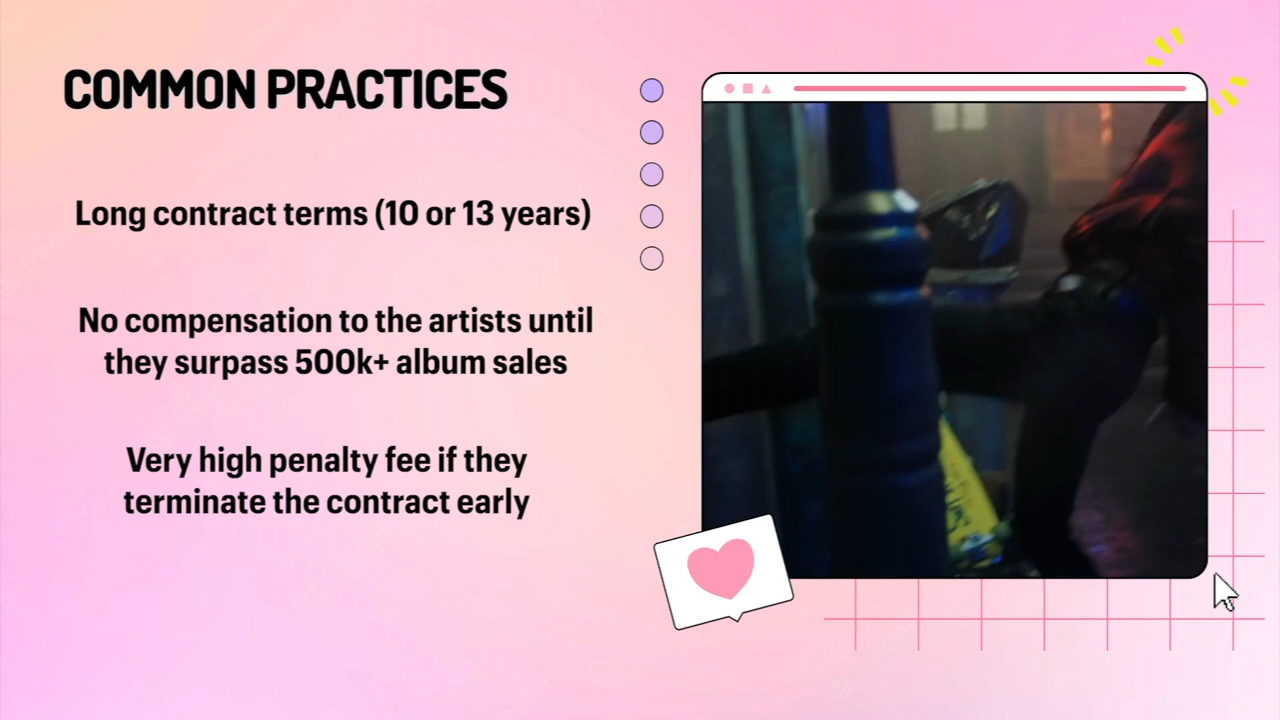 COMMON PRACTICES
Long contract terms (10 or 13 years)
No compensation to the artists until
they surpass 500k+ album sales
Very high penalty fee if they
terminate the contract early